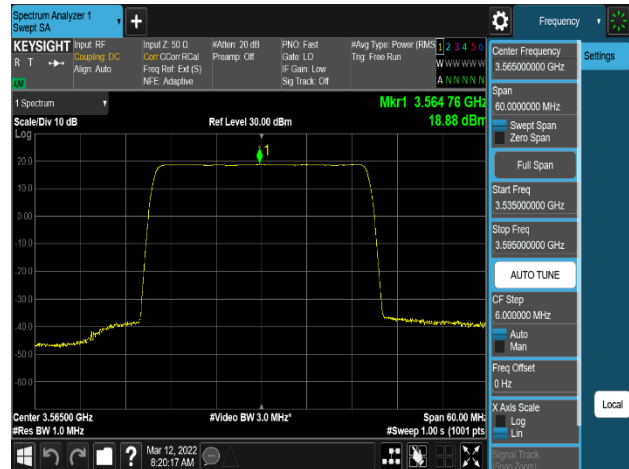 Spectrum Analyzer 1
Swept SA
Frequency
KEYSIGHT
R T
LW
Input: RF
Coupling: DC
Align: Auto
Input Z: 50 Ω
Corr CCorr RCal
Freq Ref: Ext (S)
NFE: Adaptive
#Atten: 20 dB
Preamp: Off
PNO: Fast
Gate: LO
IF Gain: Low
Sig Track: Off
#Avg Type: Power (RMS
Trig: Free Run
1 2 3 4 5 6
W W W W W W
A N N N N N
Settings
Center Frequency
3.565000000 GHz
Span
60.0000000 MHz
Swept Span
Zero Span
Full Span
Start Freq
3.535000000 GHz
Stop Freq
3.595000000 GHz
AUTO TUNE
CF Step
6.000000 MHz
Auto
Man
Freq Offset
0 Hz
X Axis Scale
Log
Lin
Signal Track
(Span Zoom)
Local
1 Spectrum
Scale/Div 10 dB
Ref Level 30.00 dBm
Mkr1 3.564 76 GHz
18.88 dBm
Log
1
20.0
10.0
0.00
-10.0
-20.0
-30.0
-40.0
-50.0
-60.0
Center 3.56500 GHz
#Video BW 3.0 MHz*
Span 60.00 MHz
#Res BW 1.0 MHz
#Sweep 1.00 s (1001 pts
?
Mar 12, 2022
8:20:17 AM